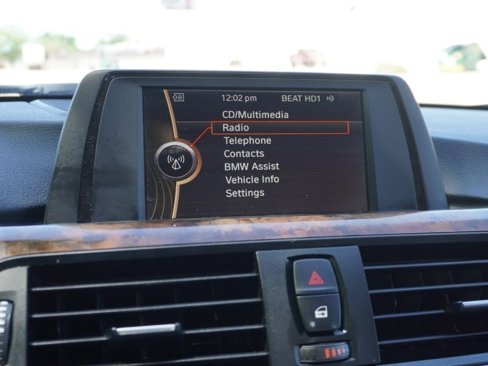 12:02 pm BEAT HD1
CD/Multimedia
Radio
Telephone
Contacts
BMW Assist
Vehicle Info
Settings